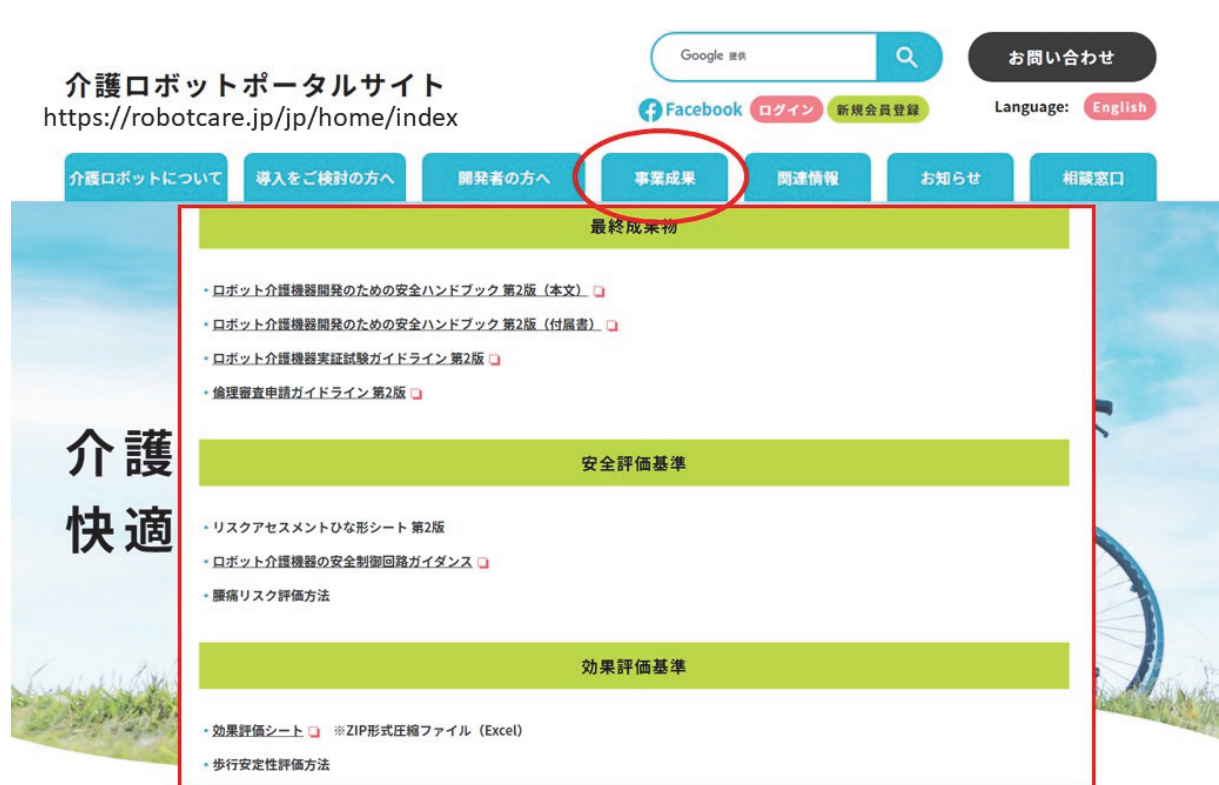 Google 提供
お問い合わせ
介護ロボットポータルサイト
https://robotcare.jp/jp/home/index
Facebook ログイン 新規会員登録 Language: English
介護ロボットについて 導入をご検討の方へ 開発者の方へ 事業成果 関連情報 お知らせ 相談窓口
最終成果物
・ロボット介護機器開発のための安全ハンドブック 第2版（本文）
・ロボット介護機器開発のための安全ハンドブック 第2版（付属書）
・ロボット介護機器実証試験ガイドライン 第2版
・倫理審査申請ガイドライン 第2版
介護
安全評価基準
快適
・リスクアセスメントひな形シート 第2版
・ロボット介護機器の安全制御回路ガイダンス
・腰痛リスク評価方法
効果評価基準
・効果評価シート ※ZIP形式圧縮ファイル（Excel）
・歩行安定性評価方法